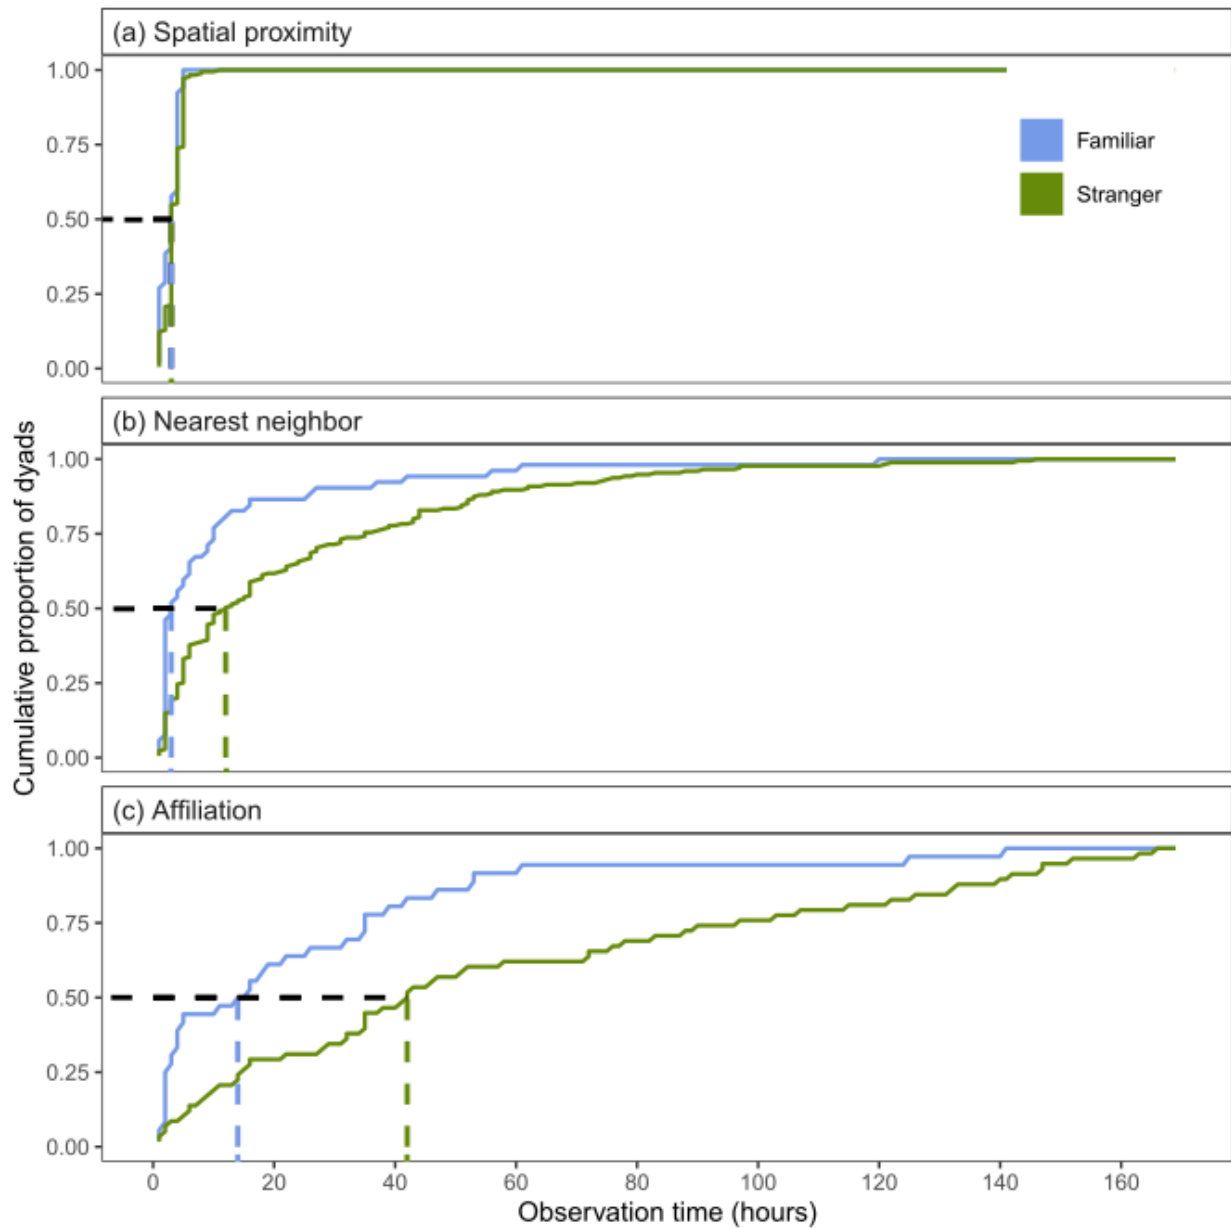 (a) Spatial proximity
1.00
0.75
0.50
0.25
0.00
Familiar
Stranger
(b) Nearest neighbor
1.00
0.75
0.50
0.25
0.00
Cumulative proportion of dyads
(c) Affiliation
1.00
0.75
0.50
0.25
0.00
0 20 40 60 80 100 120 140 160
Observation time (hours)